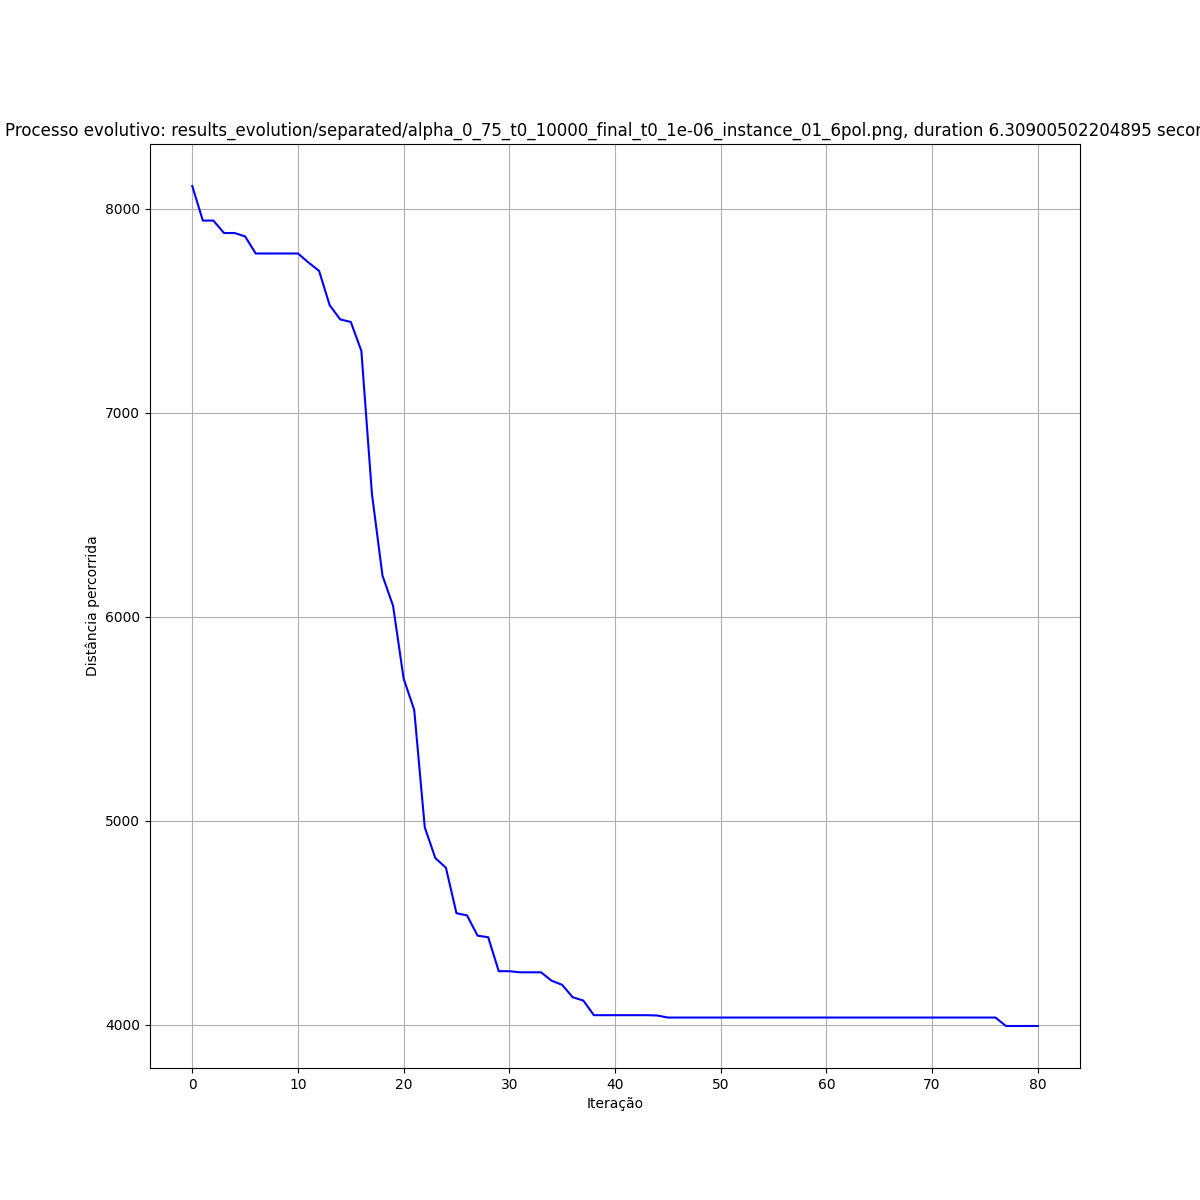 Processo evolutivo: results_evolution/separated/alpha_0_75_t0_10000_final_t0_1e-06_instance_01_6pol.png, duration 6.30900502204895
8000
7000
6000
5000
4000
Distância percorrida
0 10 20 30 40 50 60 70 80
Iteração